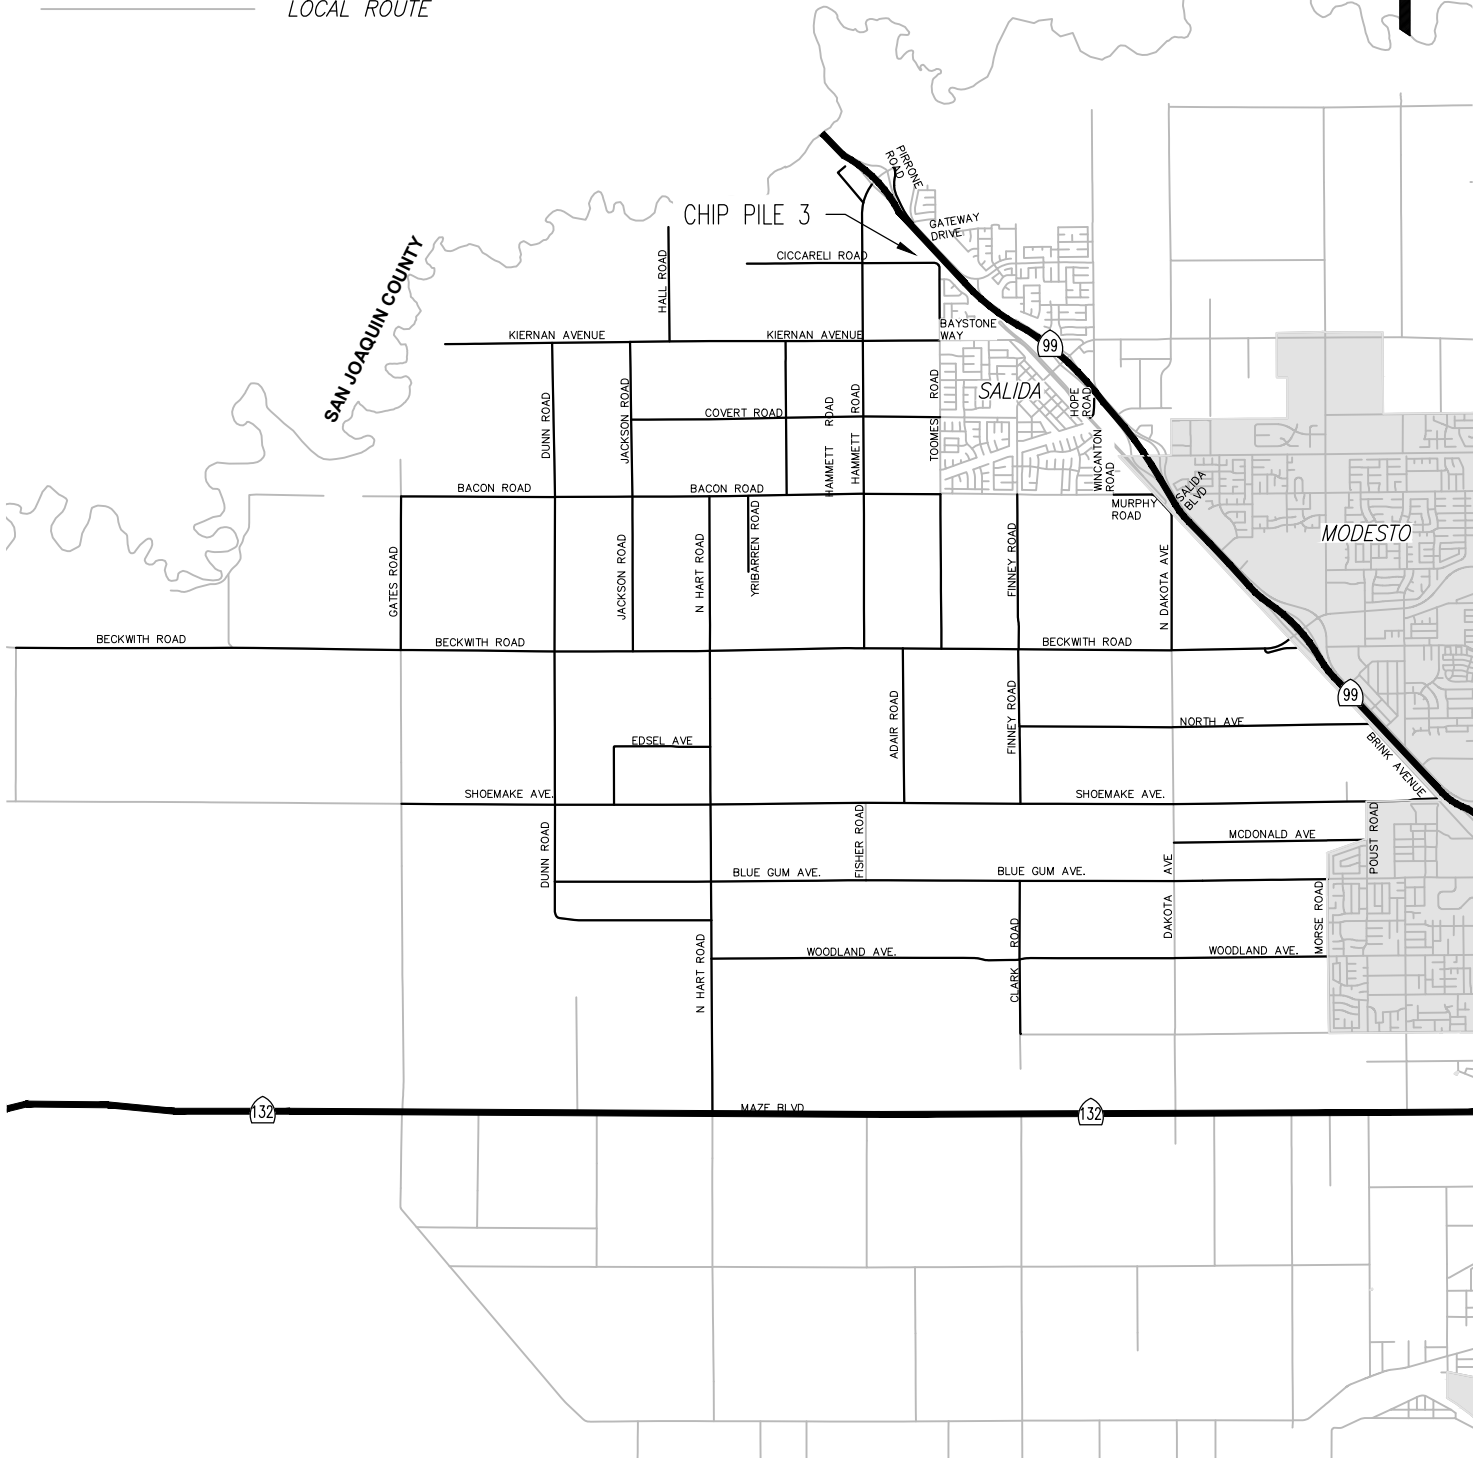 LOCAL ROUTE
PIRRONE
ROAD
CHIP PILE 3
GATEWAY
DRIVE
SAN JOAQUIN COUNTY
HALL ROAD
CICCARELI ROAD
KIERNAN AVENUE
KIERNAN AVENUE
BAYSTONE
WAY
99
SALIDA
HOPE
ROAD
DUNN ROAD
JACKSON ROAD
COVERT ROAD
HAMMETT ROAD
HAMMETT ROAD
TOOMES ROAD
WINCANTON
ROAD
BACON ROAD
BACON ROAD
SALIDA
BLVD
MURPHY
ROAD
MODESTO
GATES ROAD
JACKSON ROAD
N HART ROAD
YRIBARREN ROAD
FINNEY ROAD
N DAKOTA AVE
BECKWITH ROAD
BECKWITH ROAD
BECKWITH ROAD
99
ADAIR ROAD
FINNEY ROAD
NORTH AVE
EDSEL AVE
BRINK AVENUE
SHOEMAKE AVE.
SHOEMAKE AVE.
DUNN ROAD
FISHER ROAD
MCDONALD AVE
POUST ROAD
BLUE GUM AVE.
BLUE GUM AVE.
DAKOTA AVE
MORSE ROAD
N HART ROAD
WOODLAND AVE.
CLARK ROAD
WOODLAND AVE.
132
MAZE BLVD
132